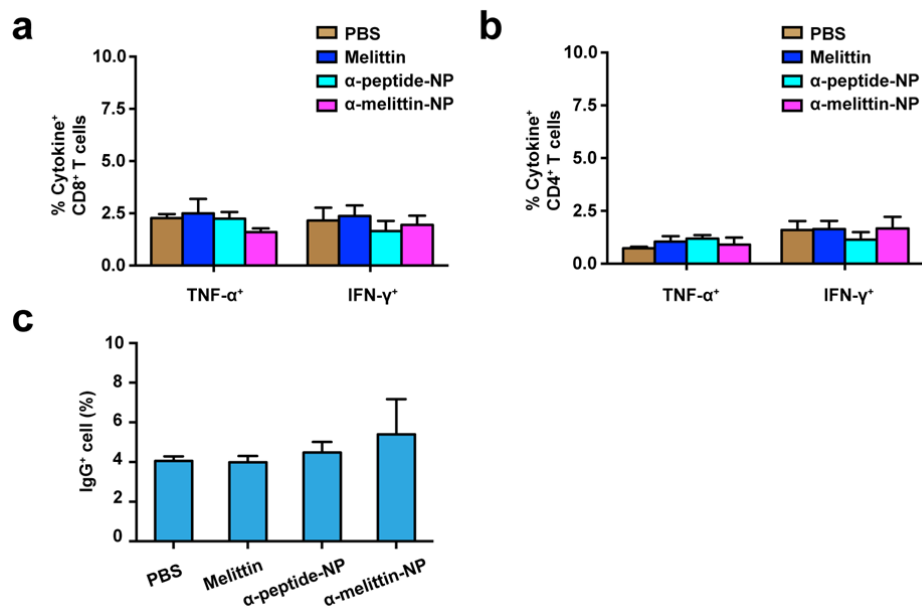 a
PBS
Melittin
α-peptide-NP
α-melittin-NP
% Cytokine⁺
CD8⁺ T cells
10.0
7.5
5.0
2.5
0.0
TNF-α⁺
IFN-γ⁺
b
PBS
Melittin
α-peptide-NP
α-melittin-NP
% Cytokine⁺
CD4⁺ T cells
10.0
7.5
5.0
2.5
0.0
TNF-α⁺
IFN-γ⁺
c
IgG⁺ cell (%)
10
8
6
4
2
0
PBS
Melittin
α-peptide-NP
α-melittin-NP